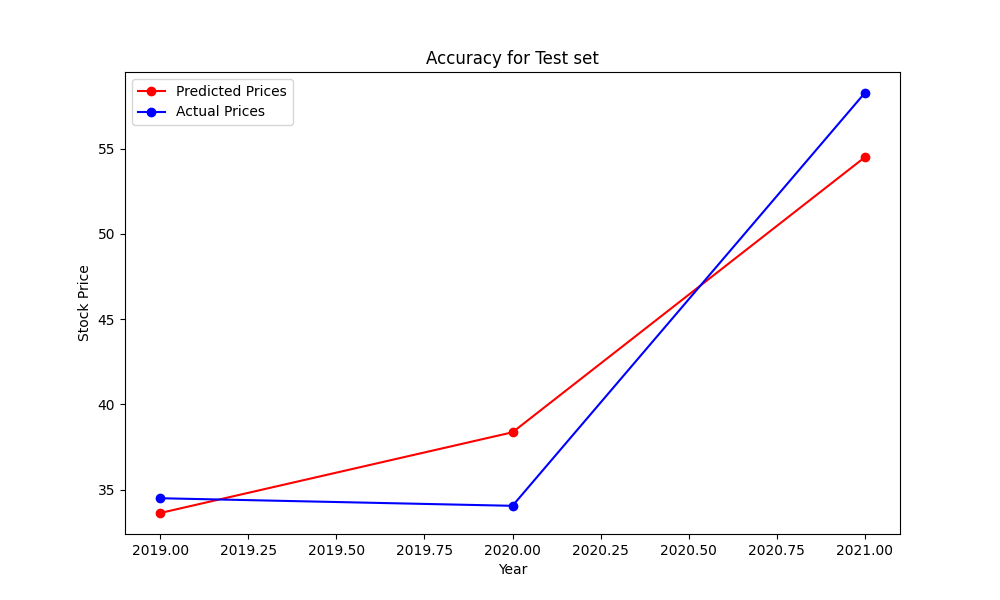 Accuracy for Test set
Predicted Prices
Actual Prices
55
50
45
40
35
Stock Price
2019.00 2019.25 2019.50 2019.75 2020.00 2020.25 2020.50 2020.75 2021.00
Year